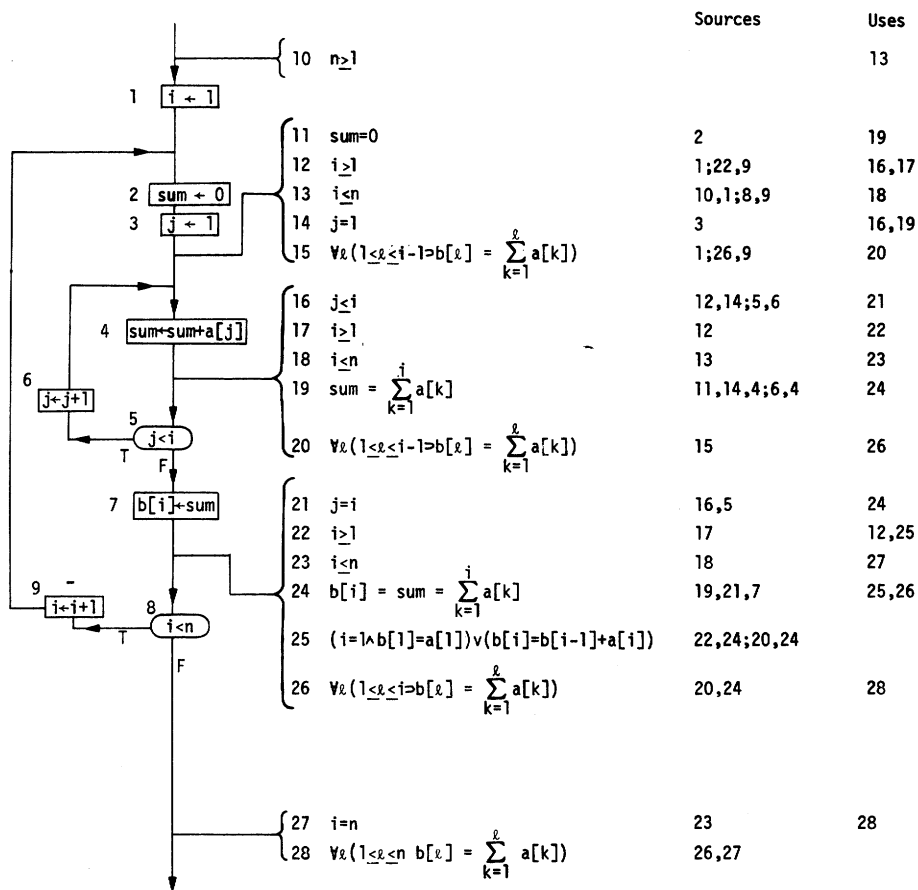 Sources Uses
10 n≥1 13
1 i ← 1
11 sum=0 2 19
12 i≥1 1;22,9 16,17
2 sum ← 0
13 i≤n 10,1;8,9 18
3 j ← 1
14 j=1 3 16,19
15 ∀ℓ(1≤ℓ≤i-1⊃b[ℓ] = ∑ℓk=1 a[k]) 1;26,9 20
16 j≤i 12,14;5,6 21
4 sum←sum+a[j]
17 i≥1 12 22
18 i≤n 13 23
6 j←j+1
19 sum = ∑jk=1 a[k] 11,14,4;6,4 24
5 j<i
T F
20 ∀ℓ(1≤ℓ≤i-1⊃b[ℓ] = ∑ℓk=1 a[k]) 15 26
7 b[i]←sum
21 j=i 16,5 24
22 i≥1 17 12,25
23 i≤n 18 27
9 i←i+1
24 b[i] = sum = ∑ik=1 a[k] 19,21,7 25,26
8 i<n
T F
25 (i=1∧b[1]=a[1])∨(b[i]=b[i-1]+a[i]) 22,24;20,24
26 ∀ℓ(1≤ℓ≤i⊃b[ℓ] = ∑ℓk=1 a[k]) 20,24 28
27 i=n 23 28
28 ∀ℓ(1≤ℓ≤n b[ℓ] = ∑ℓk=1 a[k]) 26,27